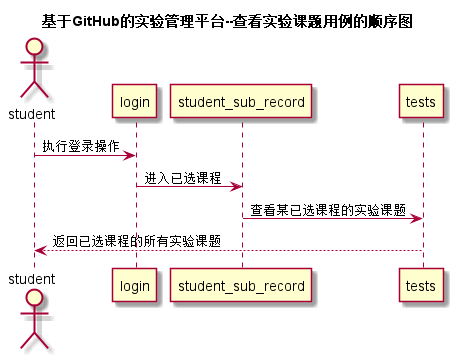 基于GitHub的实验管理平台--查看实验课题用例的顺序图
student
login
student_sub_record
tests
执行登录操作
进入已选课程
查看某已选课程的实验课题
返回已选课程的所有实验课题
student
login
student_sub_record
tests